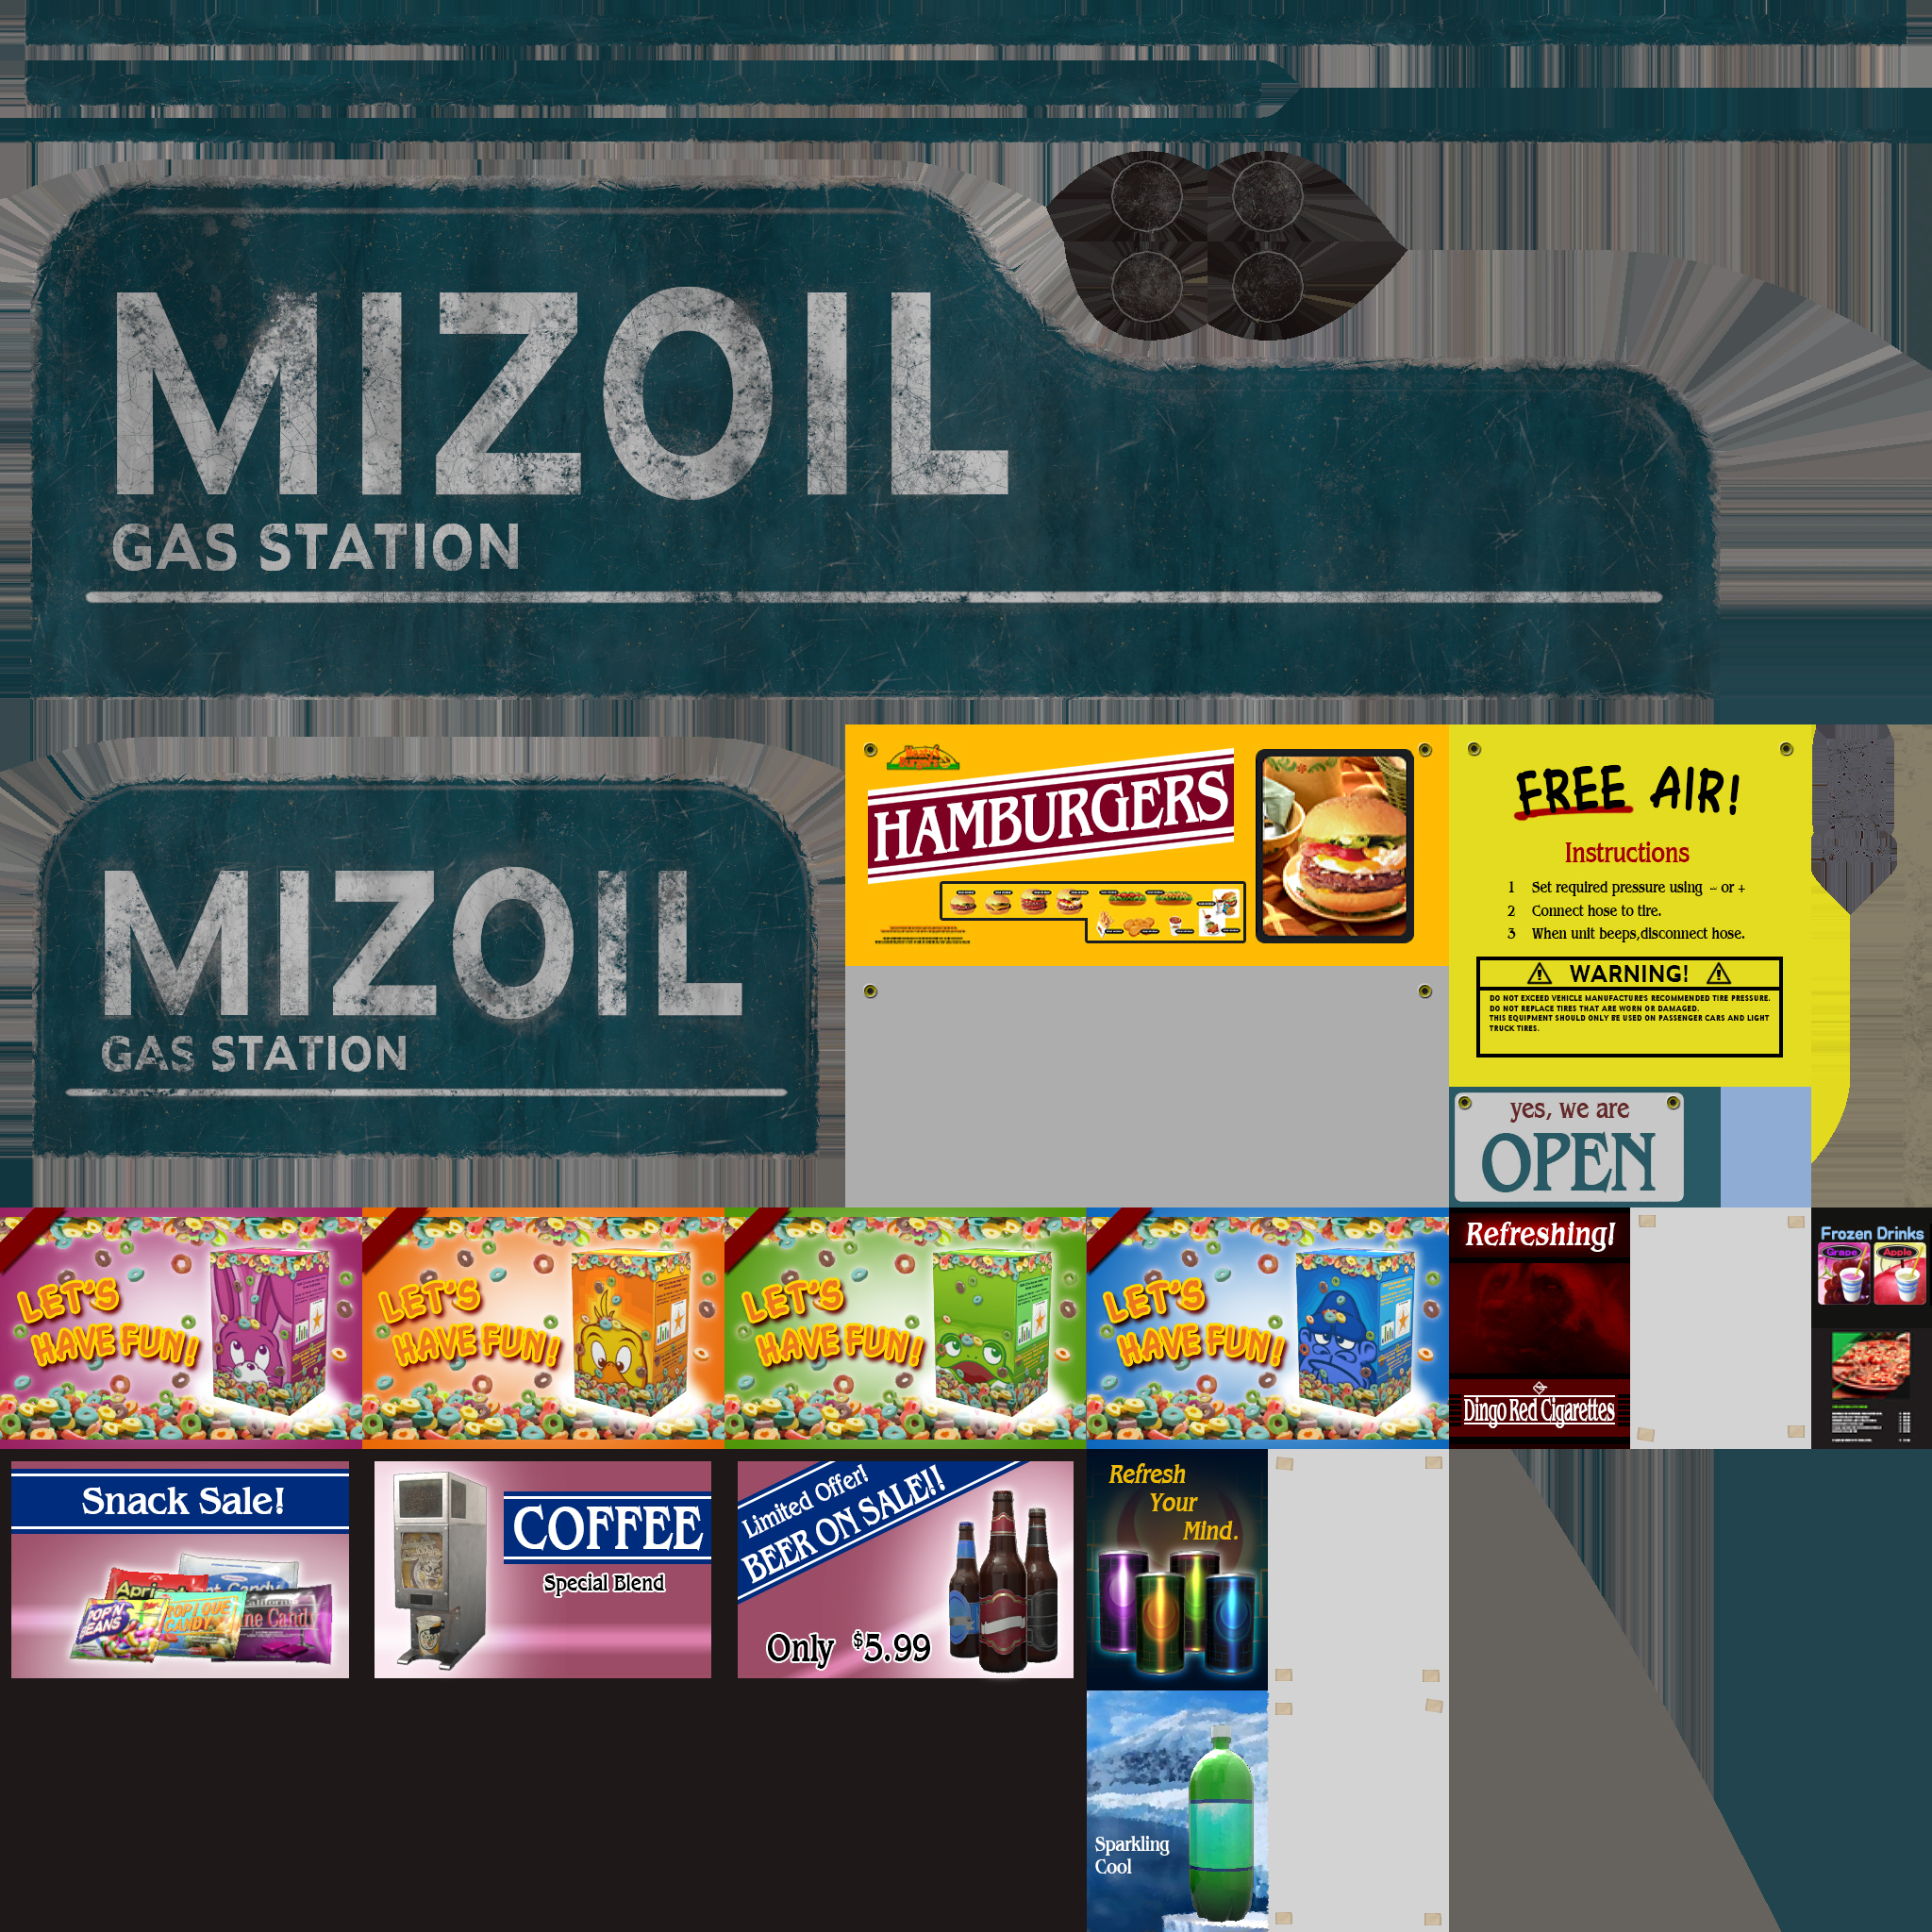 MIZOIL
GAS STATION
MIZOIL
GAS STATION
HAMBURGERS
FREE AIR!
Instructions
1 Set required pressure using - or +
2 Connect hose to tire.
3 When unit beeps,disconnect hose.
WARNING!
DO NOT EXCEED VEHICLE MANUFACTURE'S RECOMMENDED TIRE PRESSURE.
DO NOT REPLACE TIRES THAT ARE WORN OR DAMAGED.
THIS EQUIPMENT SHOULD ONLY BE USED ON PASSENGER CARS AND LIGHT
TRUCK TIRES.
yes, we are
OPEN
LET'S
HAVE FUN!
LET'S
HAVE FUN!
LET'S
HAVE FUN!
LET'S
HAVE FUN!
Refreshing!
Dingo Red Cigarettes
Frozen Drinks
Grape
Apple
Snack Sale!
Apricot
Candy
POP'N
BEANS
CANDY
Candy
COFFEE
Special Blend
Limited Offer!
BEER ON SALE!!
Only $5.99
Refresh
Your
Mind.
Sparkling
Cool